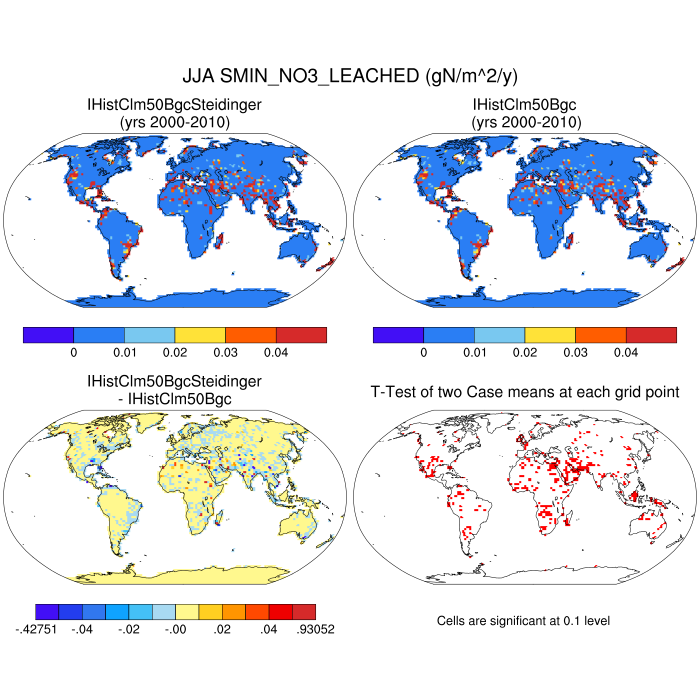 JJA SMIN_NO3_LEACHED (gN/m^2/y)
IHistClm50BgcSteidinger
(yrs 2000-2010)
IHistClm50Bgc
(yrs 2000-2010)
0 0.01 0.02 0.03 0.04
0 0.01 0.02 0.03 0.04
IHistClm50BgcSteidinger
- IHistClm50Bgc
T-Test of two Case means at each grid point
-.42751 -.04 -.02 -.00 .02 .04 .93052
Cells are significant at 0.1 level